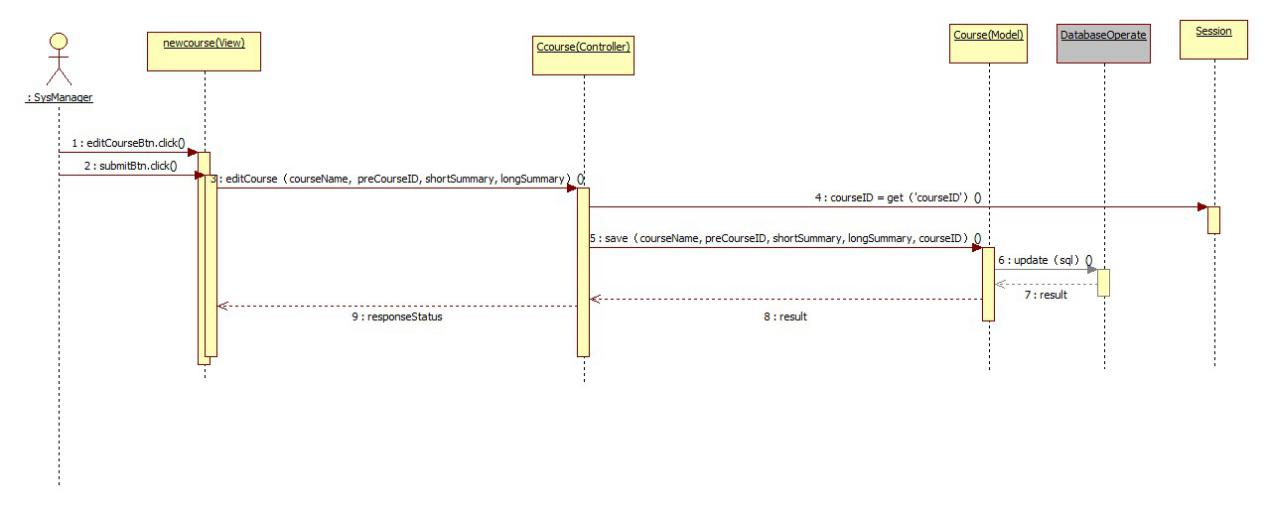 newcourse(View)
Ccourse(Controller)
Course(Model)
DatabaseOperate
Session
: SysManager
1 : editCourseBtn.click()
2 : submitBtn.click()
3 : editCourse (courseName, preCourseID, shortSummary, longSummary) ()
4 : courseID = get ('courseID') ()
5 : save (courseName, preCourseID, shortSummary, longSummary, courseID) ()
6 : update (sql) ()
7 : result
8 : result
9 : responseStatus